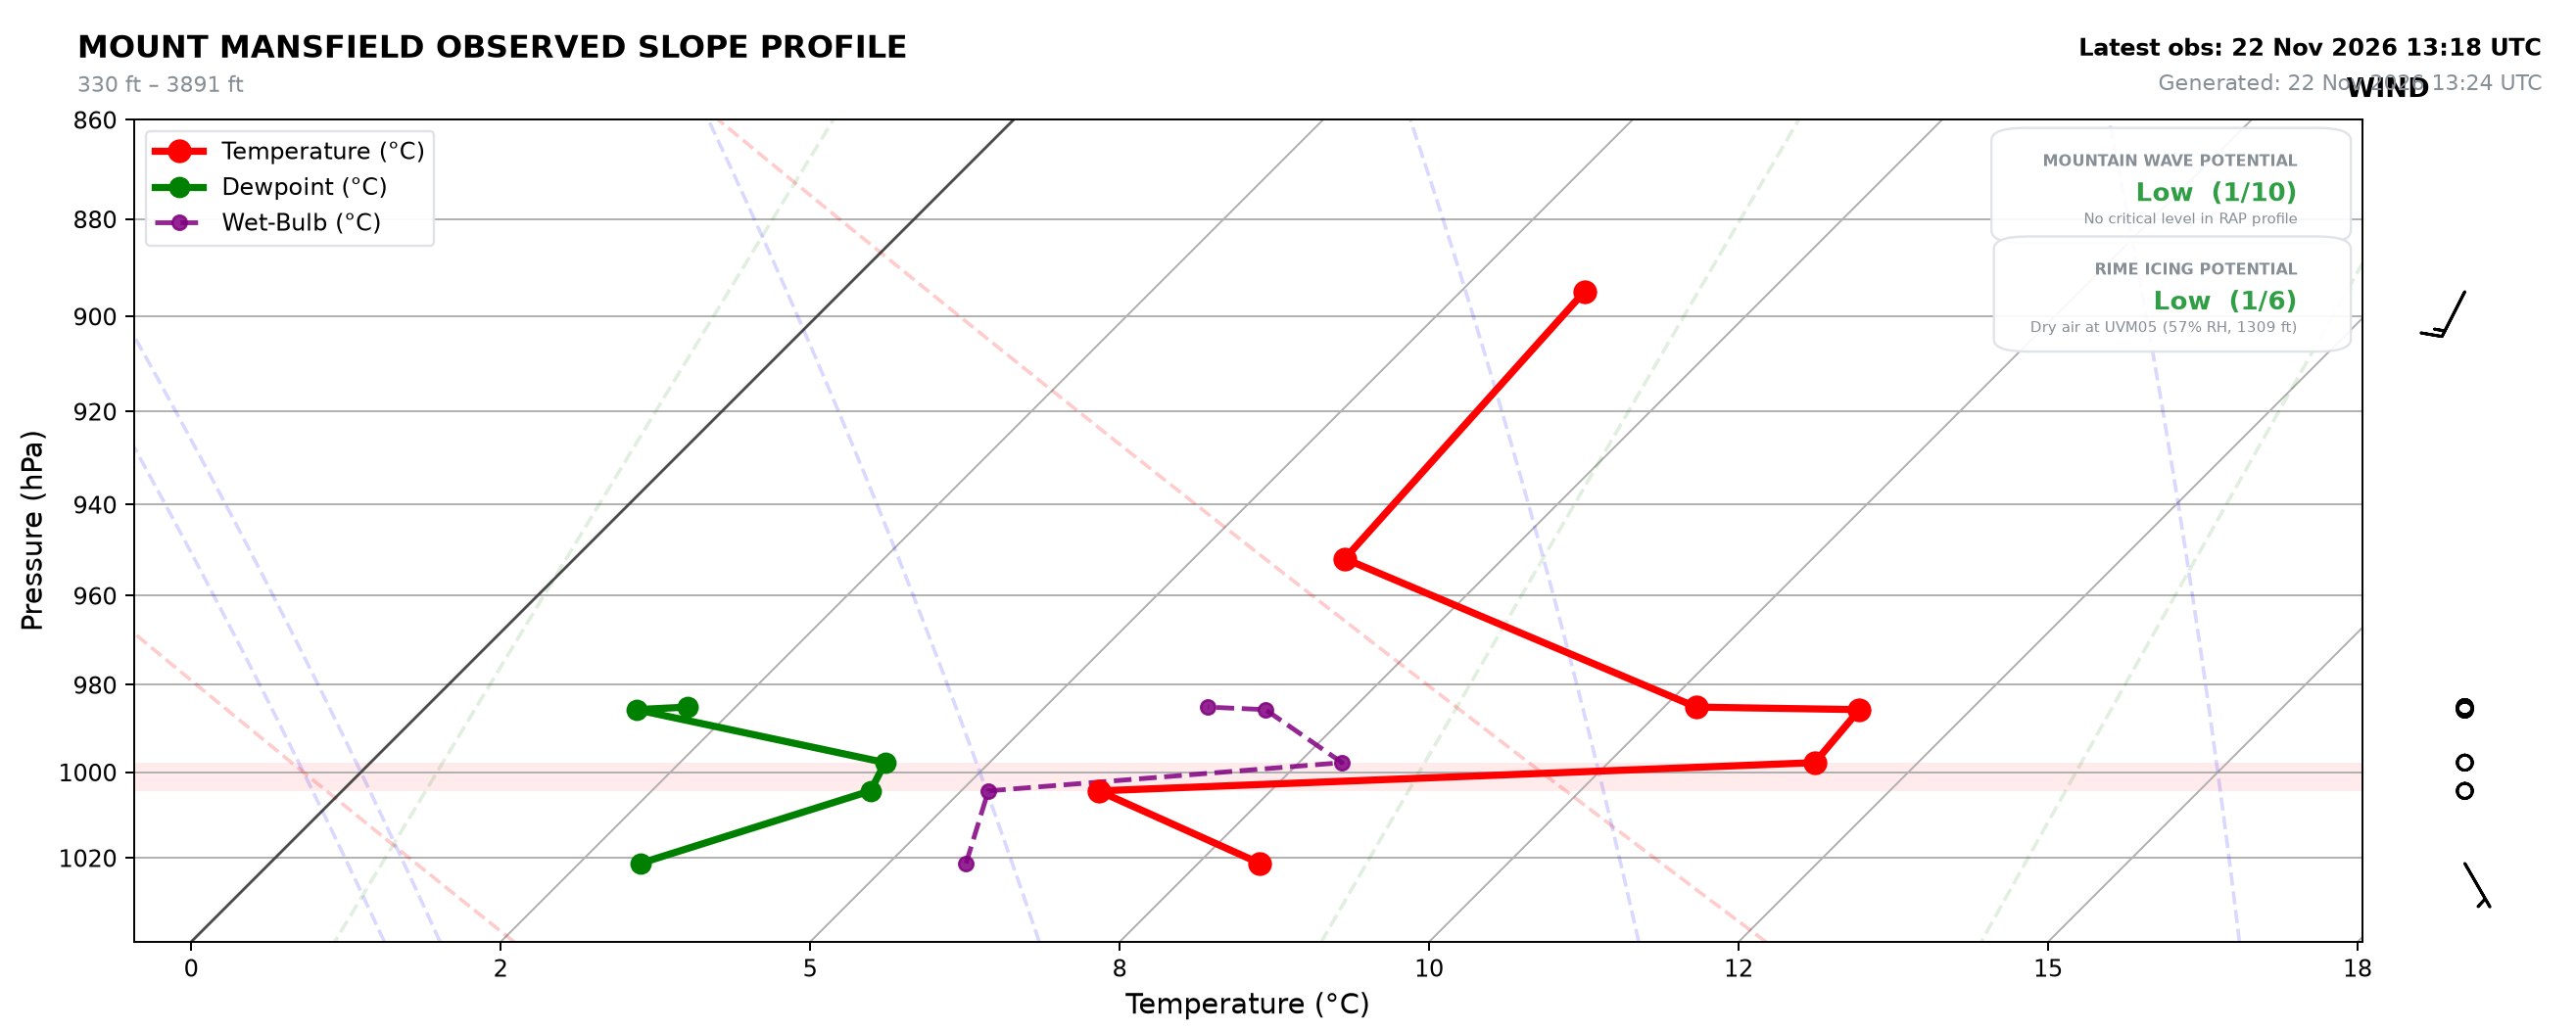 MOUNT MANSFIELD OBSERVED SLOPE PROFILE
330 ft – 3891 ft
Latest obs: 22 Nov 2026 13:18 UTC
Generated: 22 Nov 2026 13:24 UTC
WIND
Temperature (°C)
Dewpoint (°C)
Wet-Bulb (°C)
MOUNTAIN WAVE POTENTIAL
Low (1/10)
No critical level in RAP profile
RIME ICING POTENTIAL
Low (1/6)
Dry air at UVM05 (57% RH, 1309 ft)
Pressure (hPa)
860
880
900
920
940
960
980
1000
1020
0 2 5 8 10 12 15 18
Temperature (°C)